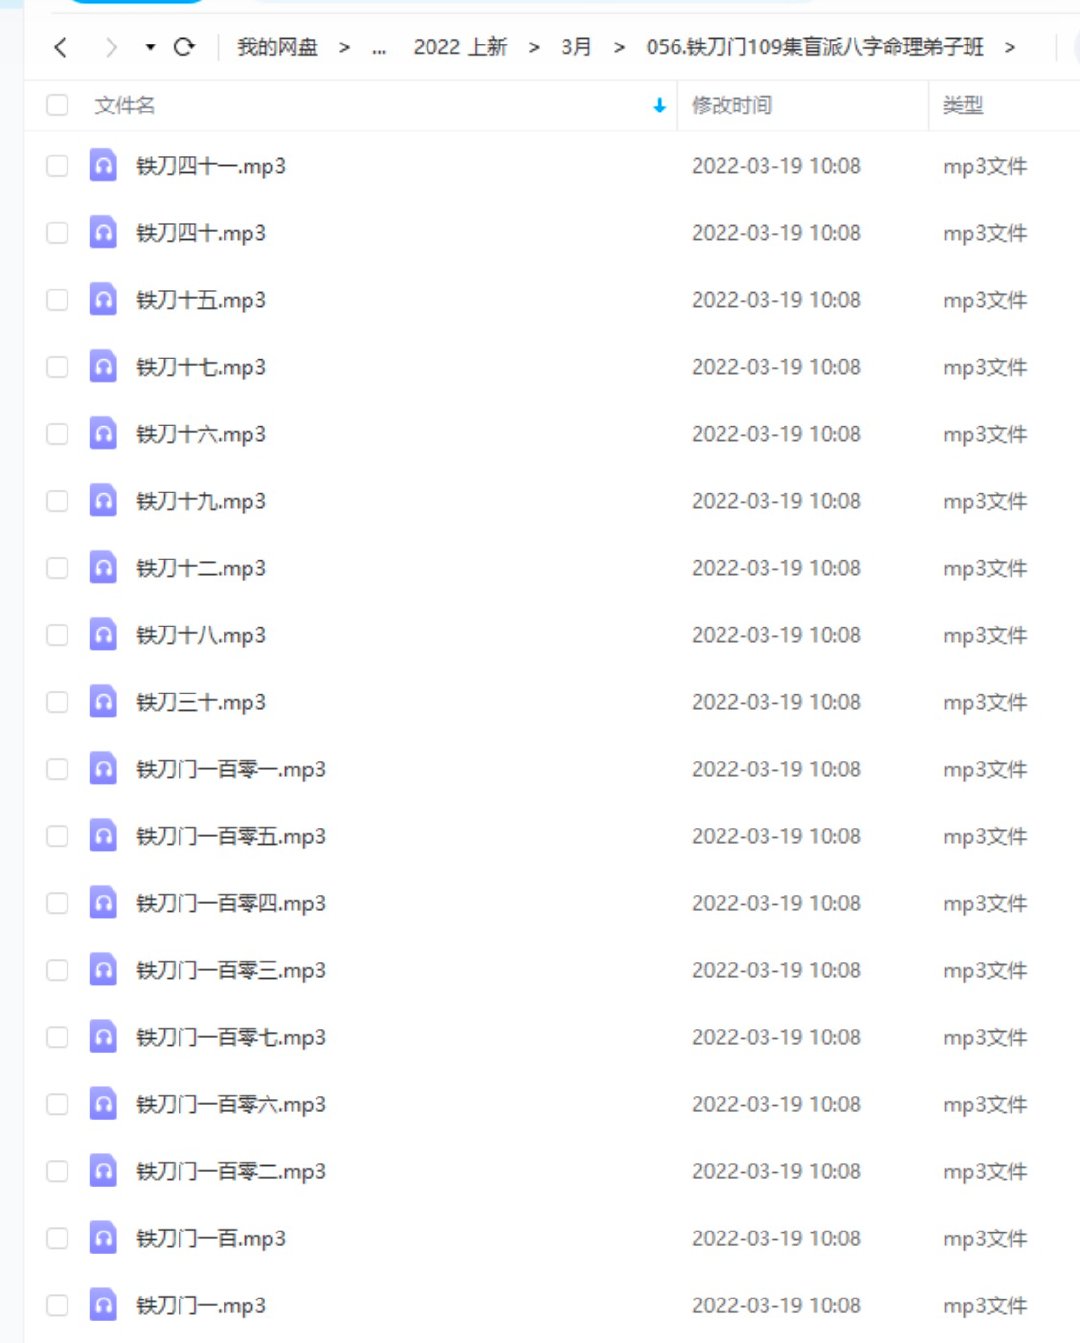 我的网盘 > ... 2022 上新 > 3月 > 056.铁刀门109集盲派八字命理弟子班 >
文件名 修改时间 类型
铁刀四十一.mp3 2022-03-19 10:08 mp3文件
铁刀四十.mp3 2022-03-19 10:08 mp3文件
铁刀十五.mp3 2022-03-19 10:08 mp3文件
铁刀十七.mp3 2022-03-19 10:08 mp3文件
铁刀十六.mp3 2022-03-19 10:08 mp3文件
铁刀十九.mp3 2022-03-19 10:08 mp3文件
铁刀十二.mp3 2022-03-19 10:08 mp3文件
铁刀十八.mp3 2022-03-19 10:08 mp3文件
铁刀三十.mp3 2022-03-19 10:08 mp3文件
铁刀门一百零一.mp3 2022-03-19 10:08 mp3文件
铁刀门一百零五.mp3 2022-03-19 10:08 mp3文件
铁刀门一百零四.mp3 2022-03-19 10:08 mp3文件
铁刀门一百零三.mp3 2022-03-19 10:08 mp3文件
铁刀门一百零七.mp3 2022-03-19 10:08 mp3文件
铁刀门一百零六.mp3 2022-03-19 10:08 mp3文件
铁刀门一百零二.mp3 2022-03-19 10:08 mp3文件
铁刀门一百.mp3 2022-03-19 10:08 mp3文件
铁刀门一.mp3 2022-03-19 10:08 mp3文件